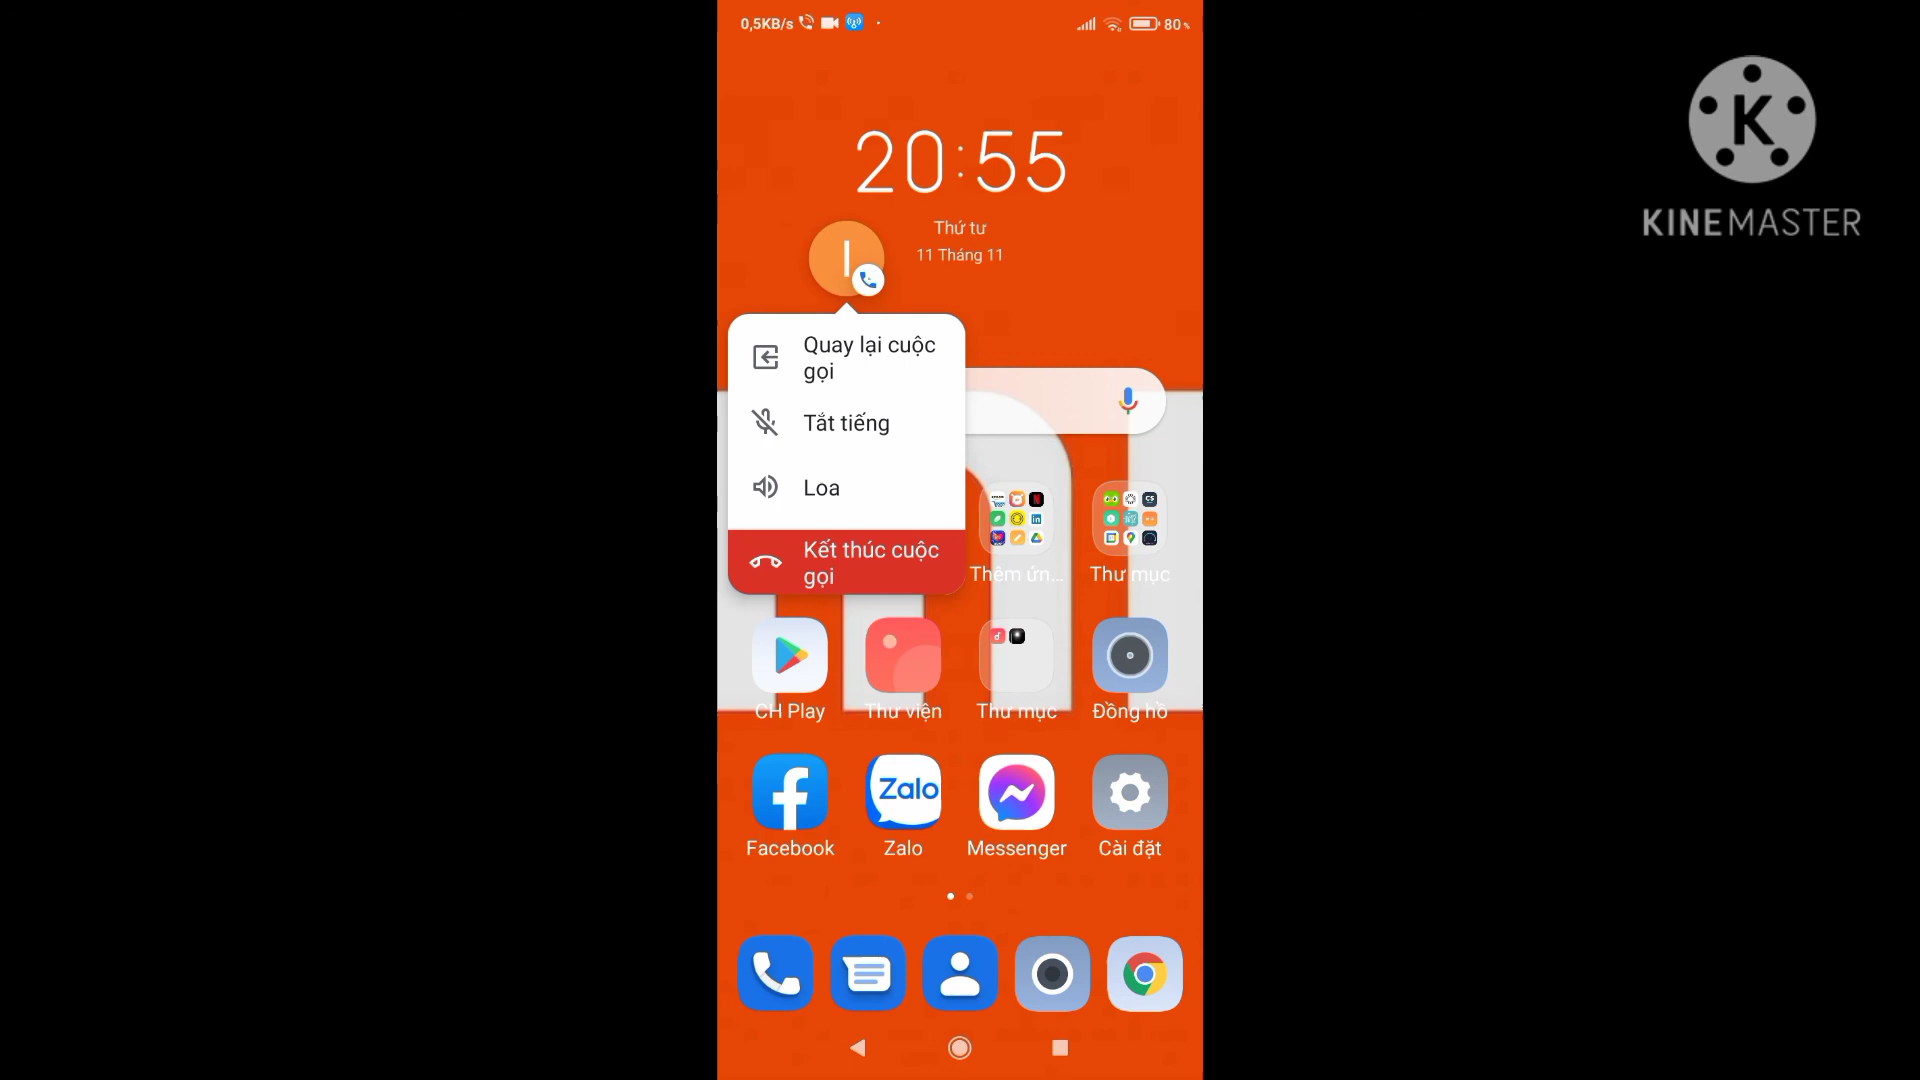 0,5KB/s
80 %
K
KINEMASTER
20:55
Thứ tư
11 Tháng 11
I
Quay lại cuộc
gọi
Tắt tiếng
Loa
Kết thúc cuộc
gọi
Thêm ứn...
Thư mục
CH Play
Thư viện
Thư mục
Đồng hồ
Zalo
Facebook
Zalo
Messenger
Cài đặt